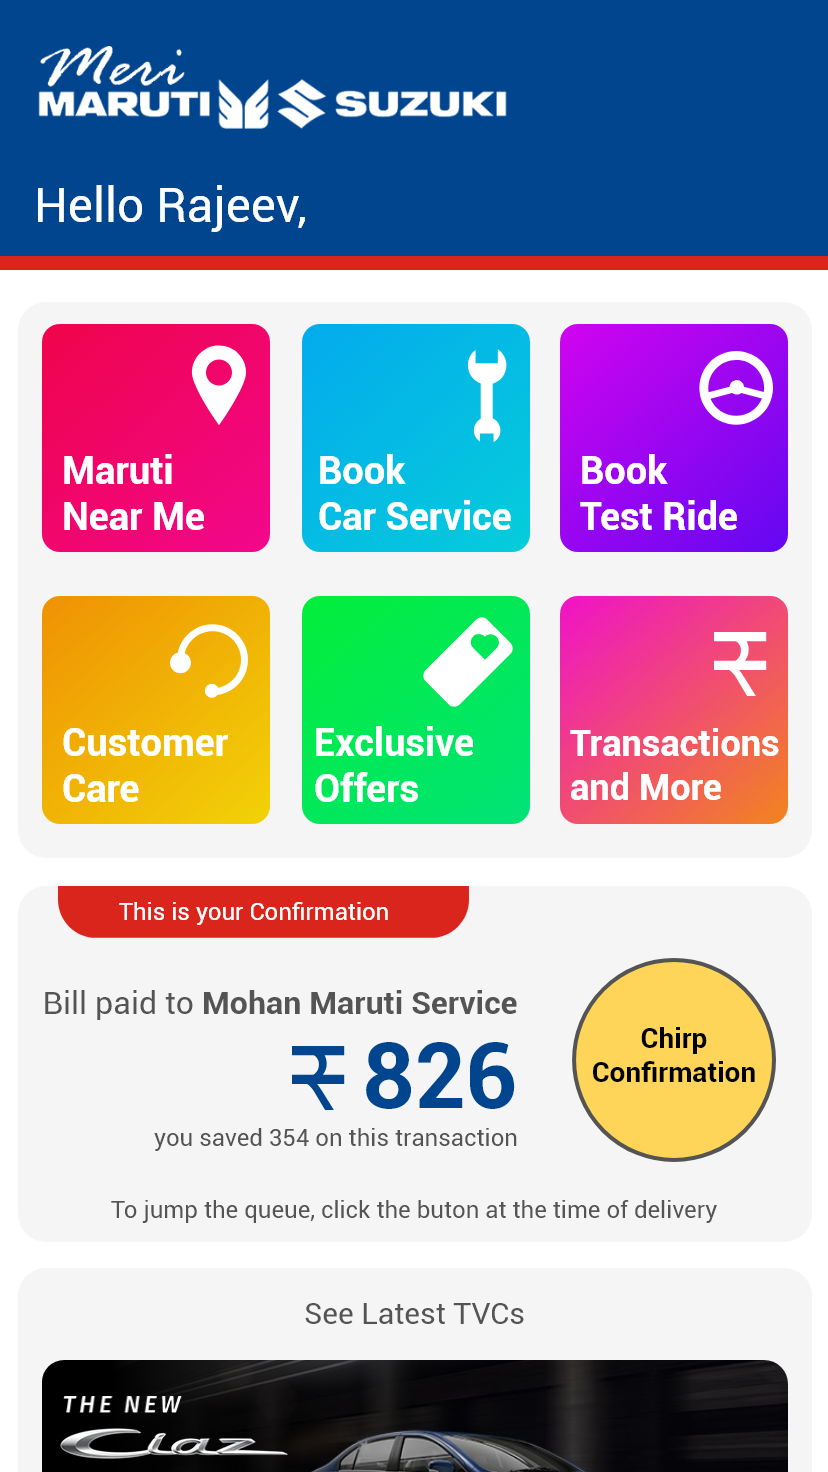 Meri
MARUTI SUZUKI
Hello Rajeev,
Maruti
Near Me
Book
Car Service
Book
Test Ride
Customer
Care
Exclusive
Offers
Transactions
and More
This is your Confirmation
Bill paid to Mohan Maruti Service
₹ 826
you saved 354 on this transaction
Chirp
Confirmation
To jump the queue, click the buton at the time of delivery
See Latest TVCs
THE NEW
Ciaz